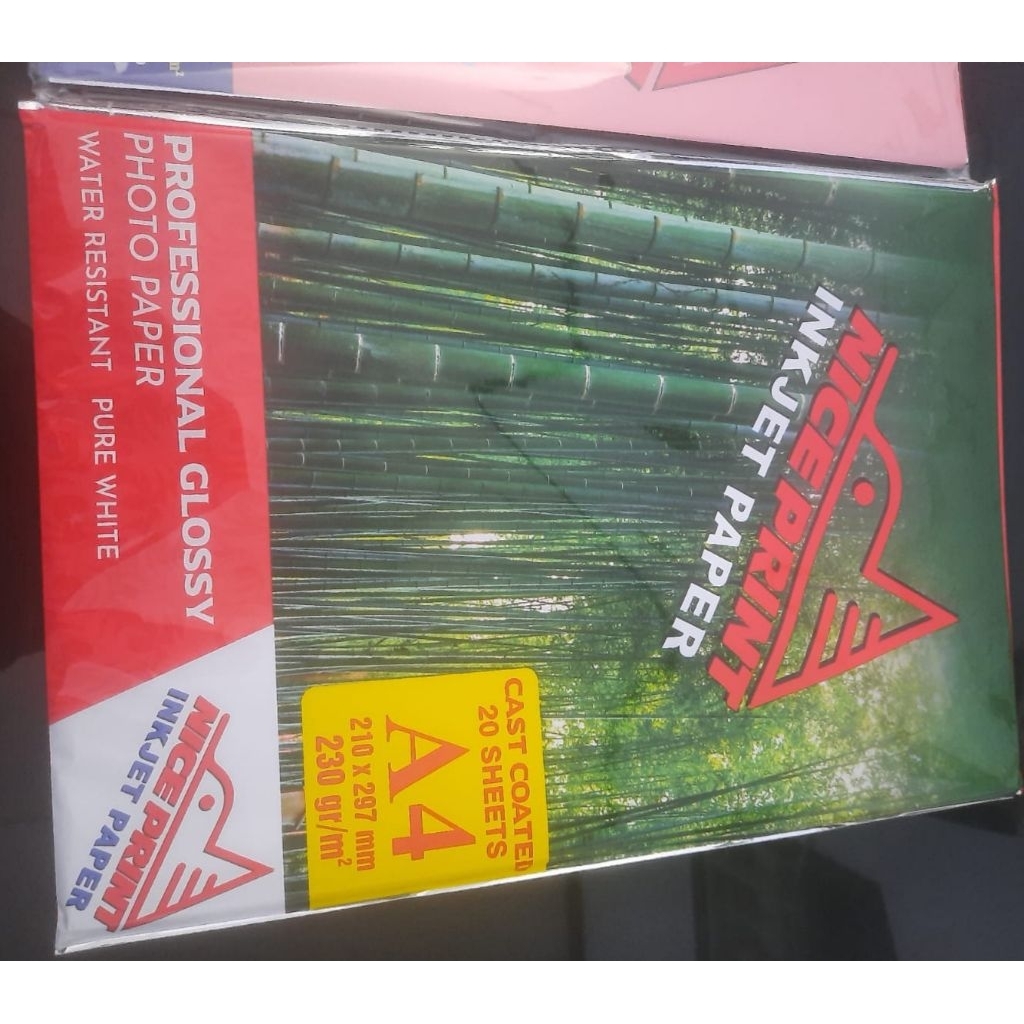 NICE PRINT
INKJET PAPER
CAST COATED
20 SHEETS
A4
210 x 297 mm
230 gr/m²
PROFESSIONAL GLOSSY
PHOTO PAPER
WATER RESISTANT PURE WHITE
NICE PRINT
INKJET PAPER